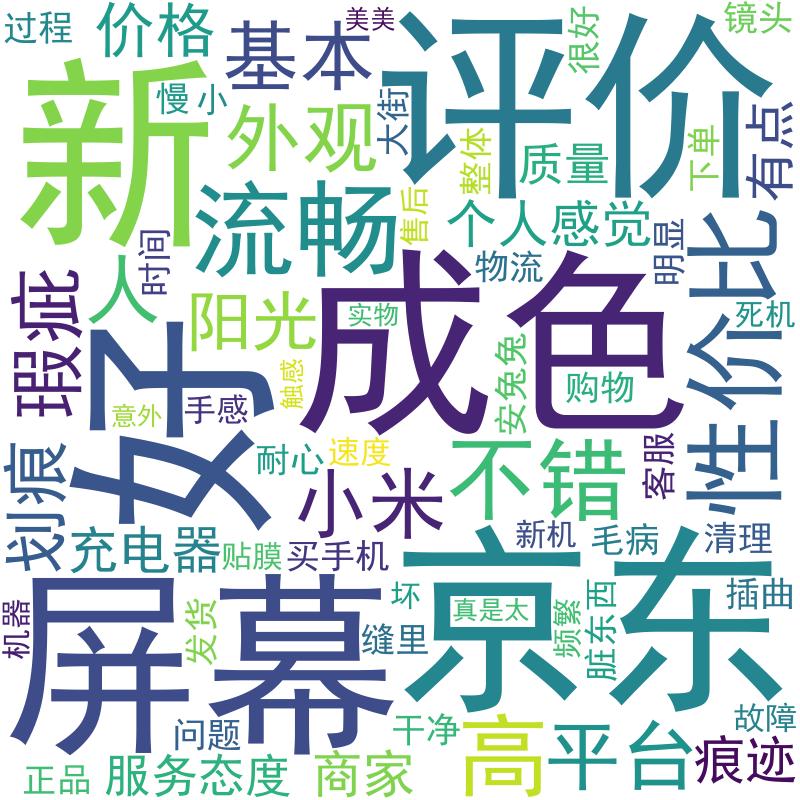 过程
价格
基本
美美
评价
很好
镜头
新
慢
小
外观
大街
整体
质量
下单
有点
流畅
售后
个人感觉
明显
性价比
瑕疵
人
时间
阳光
实物
成色
物流
死机
好
意外
手感
触感
安兔兔
购物
划痕
耐心
速度
小米
不错
客服
充电器
贴膜
买手机
京东
新机
毛病
清理
机器
屏幕
发货
缝里
坏
真是太
频繁
脏东西
插曲
问题
干净
高
平台
故障
痕迹
正品
服务态度
商家